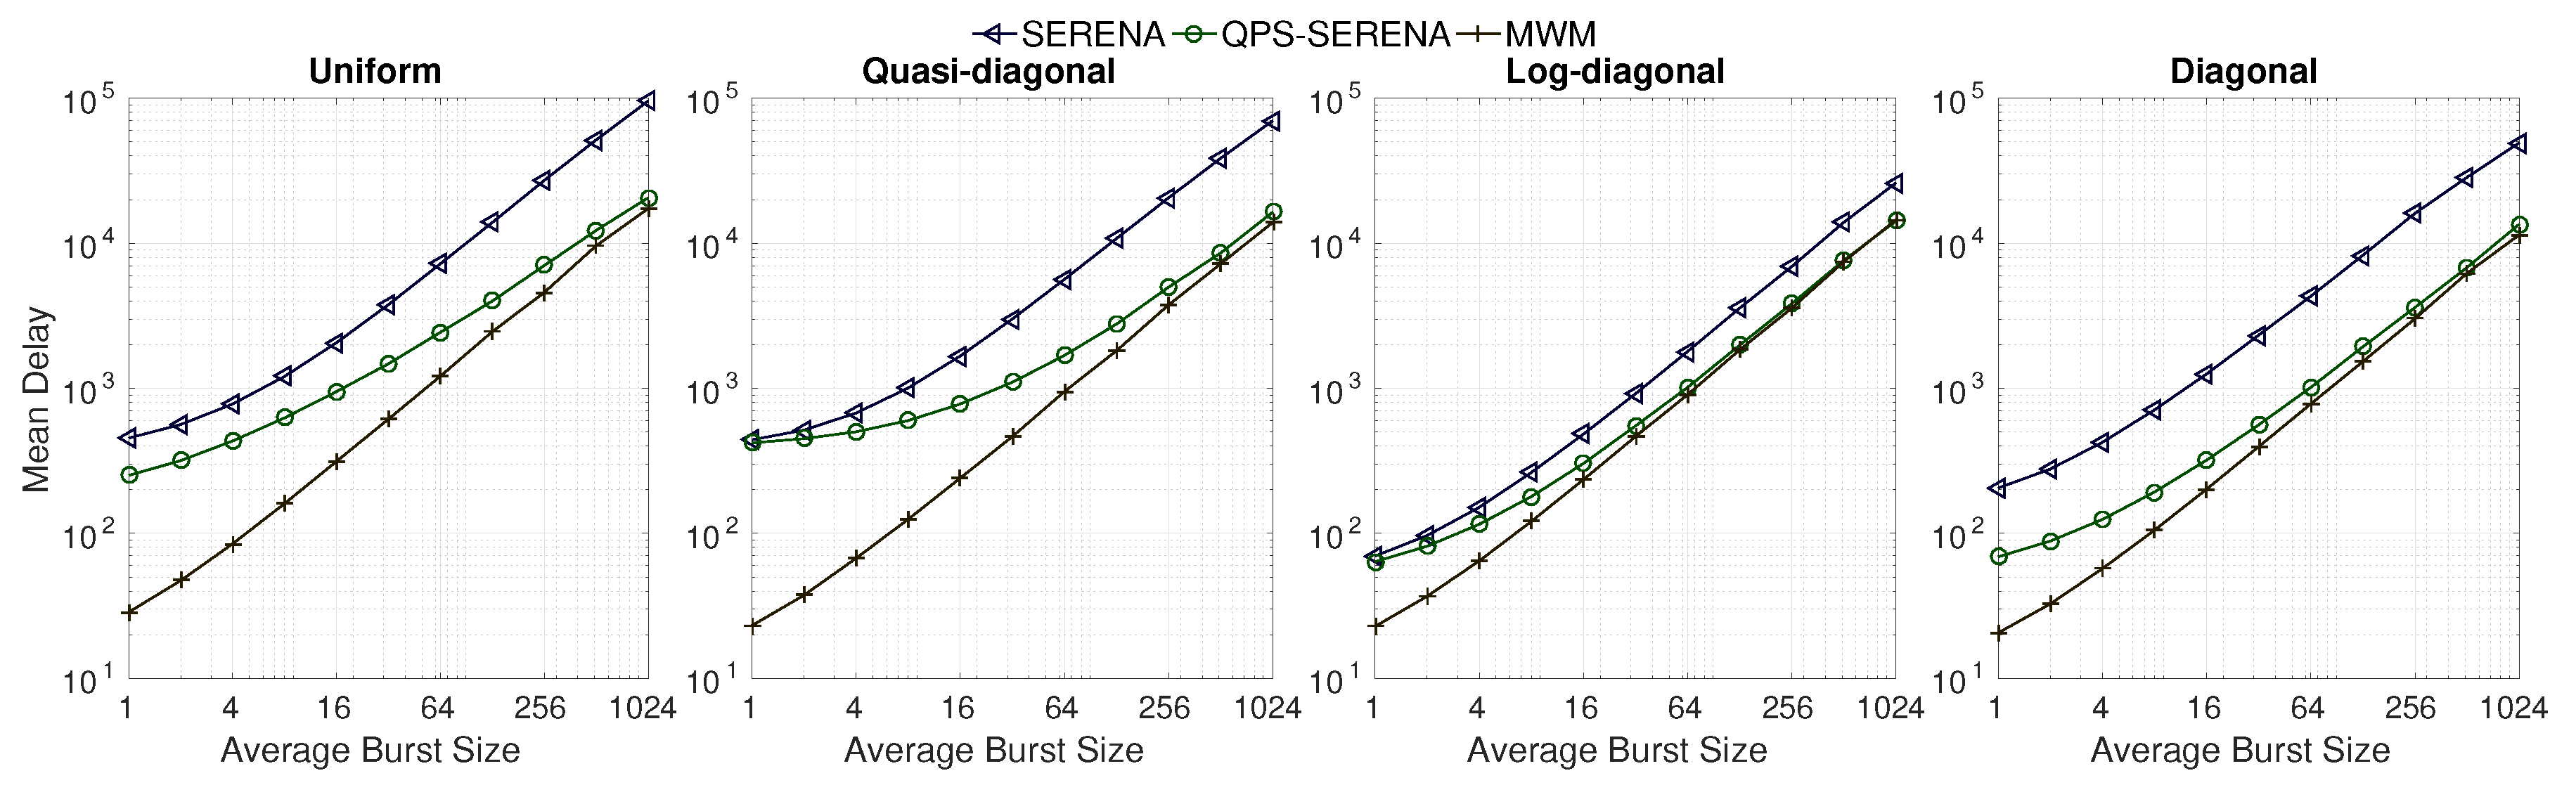 SERENA QPS-SERENA MWM
Uniform Quasi-diagonal Log-diagonal Diagonal
Mean Delay
10^5 10^5 10^5 10^5
10^4 10^4 10^4 10^4
10^3 10^3 10^3 10^3
10^2 10^2 10^2 10^2
10^1 10^1 10^1 10^1
1 4 16 64 256 1024 1 4 16 64 256 1024 1 4 16 64 256 1024 1 4 16 64 256 1024
Average Burst Size Average Burst Size Average Burst Size Average Burst Size